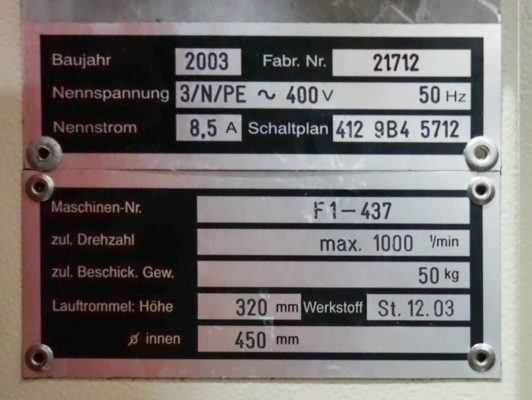 Baujahr 2003 Fabr. Nr. 21712
Nennspannung 3/N/PE ~ 400 V 50 Hz
Nennstrom 8,5 A Schaltplan 412 9B4 5712
Maschinen-Nr. F1-437
zul. Drehzahl max. 1000 1/min
zul. Beschick. Gew. 50 kg
Lauftrommel: Höhe 320 mm Werkstoff St. 12.03
ø innen 450 mm